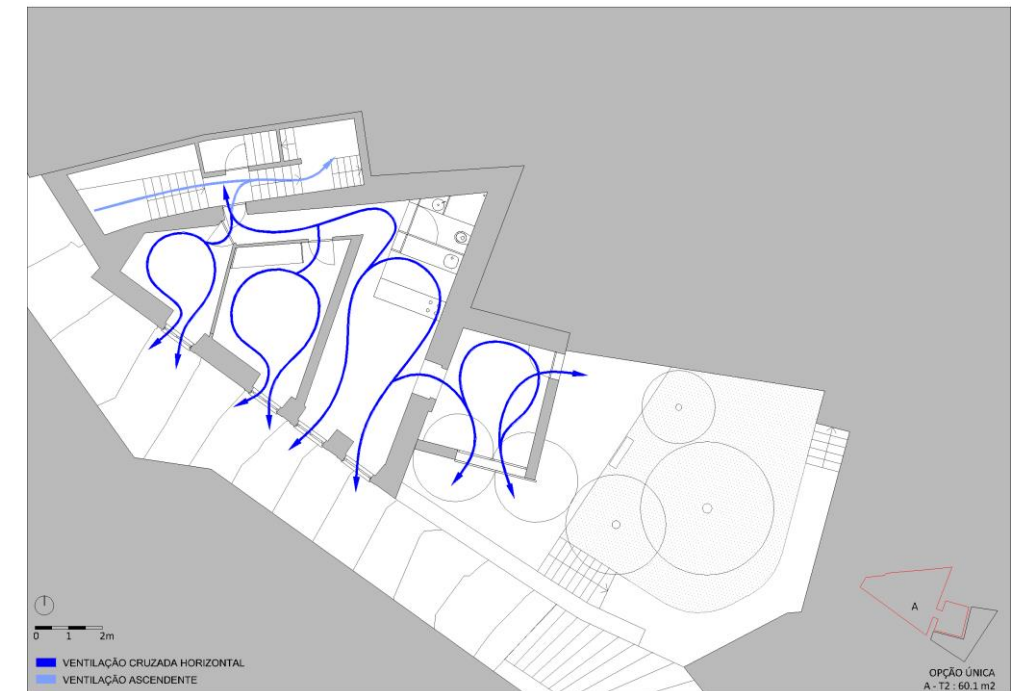 A
0 1 2m
VENTILAÇÃO CRUZADA HORIZONTAL
VENTILAÇÃO ASCENDENTE
OPÇÃO ÚNICA
A - T2 : 60.1 m2